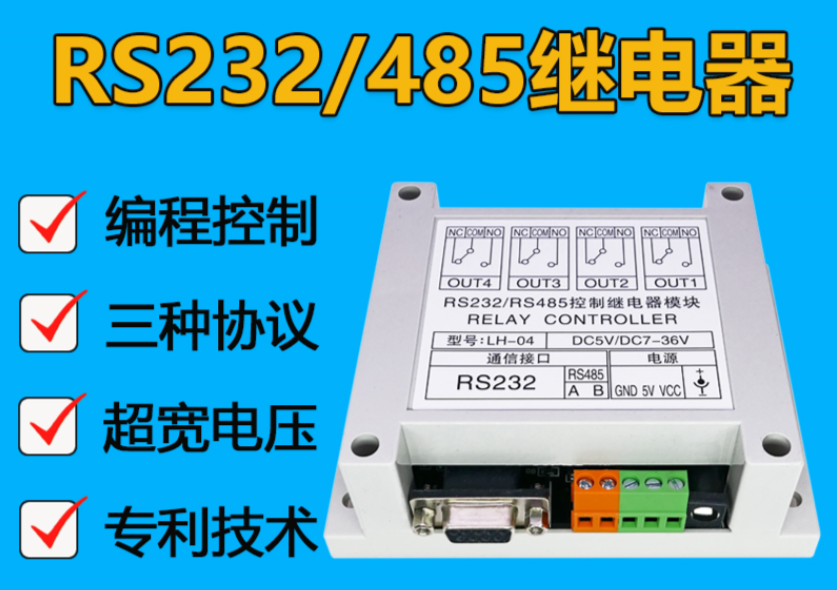 RS232/485继电器
编程控制
三种协议
超宽电压
专利技术
NC COM NO NC COM NO NC COM NO NC COM NO
OUT4 OUT3 OUT2 OUT1
RS232/RS485控制继电器模块
RELAY CONTROLLER
型号:LH-04 DC5V/DC7-36V
通信接口 电源
RS232 RS485 A B GND 5V VCC